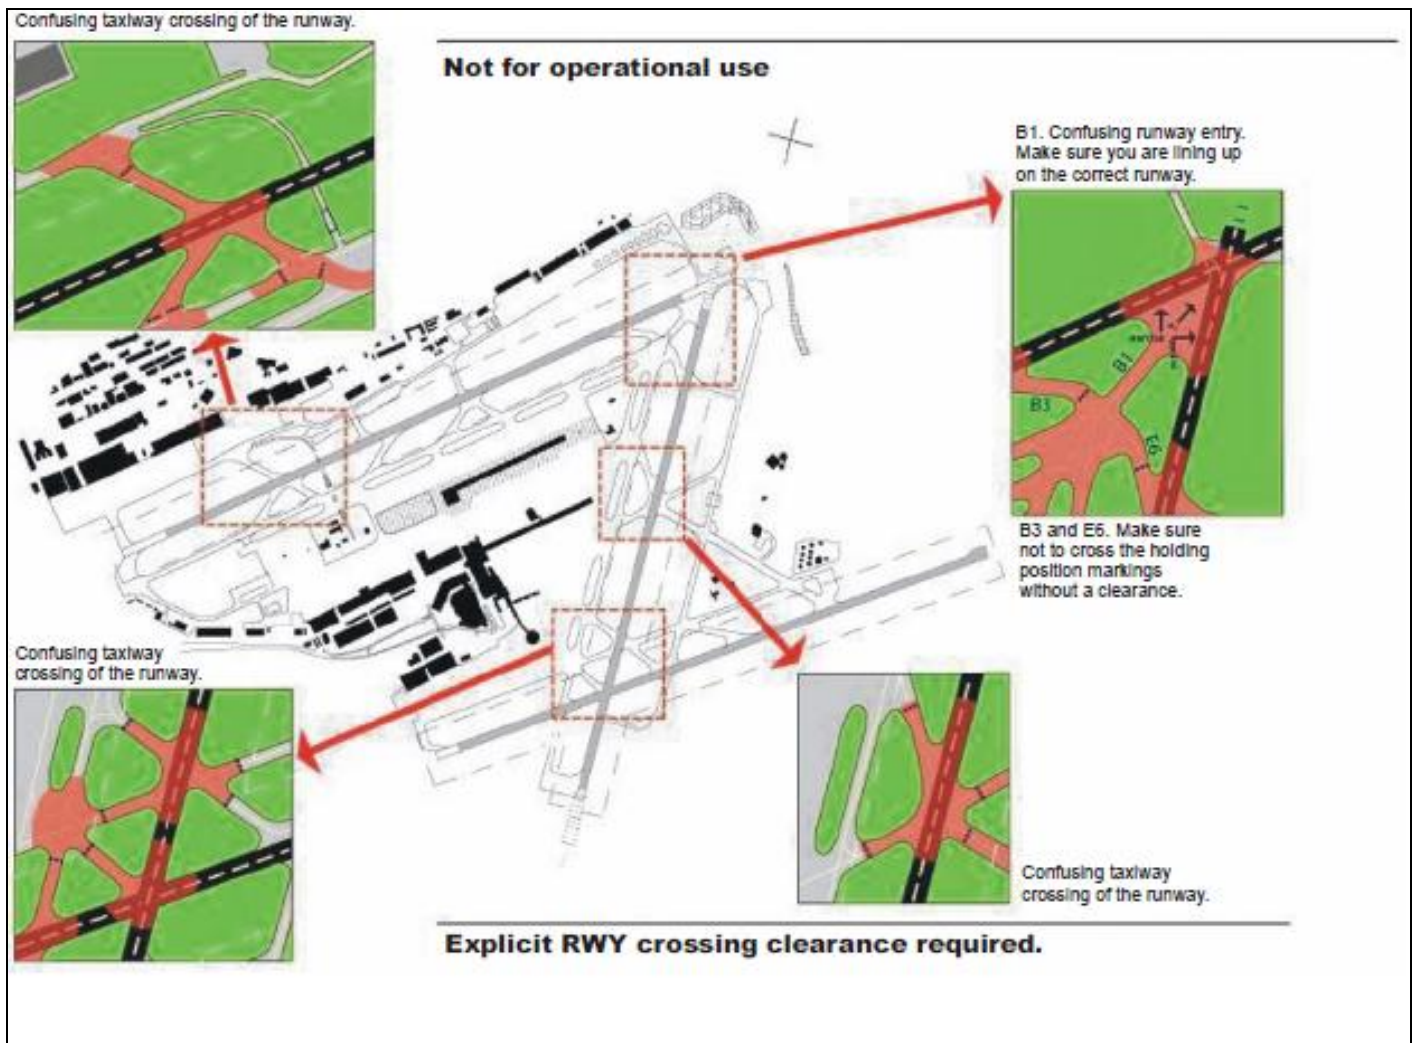 Confusing taxiway crossing of the runway.
Not for operational use
B1. Confusing runway entry.
Make sure you are lining up
on the correct runway.
B1
B3
E6
B3 and E6. Make sure
not to cross the holding
position markings
without a clearance.
Confusing taxiway
crossing of the runway.
Confusing taxiway
crossing of the runway.
Explicit RWY crossing clearance required.